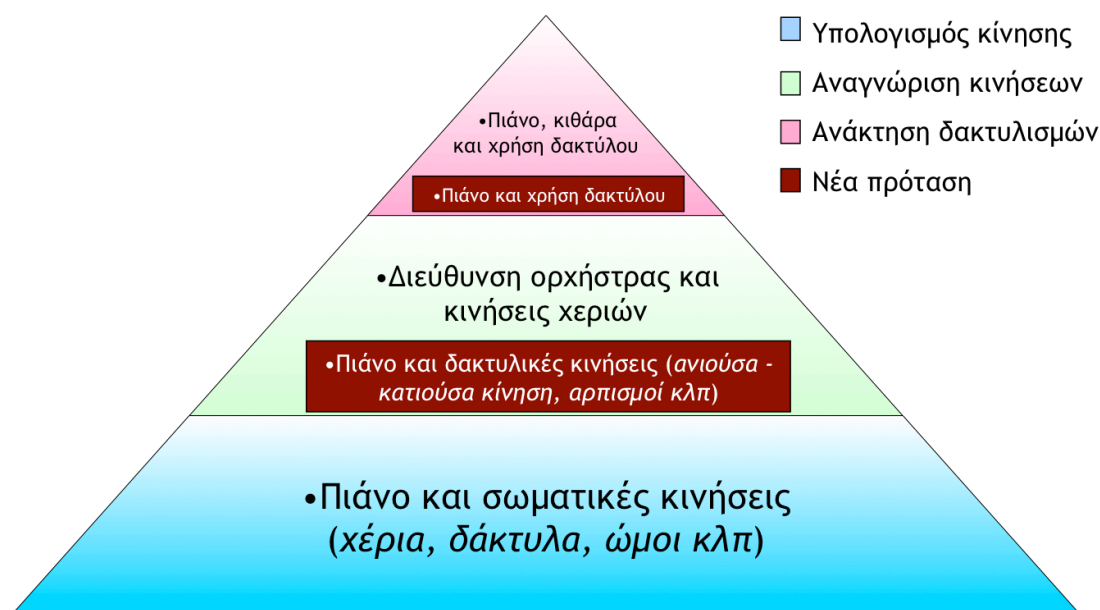 •Πιάνο, κιθάρα
και χρήση δακτύλου
•Πιάνο και χρήση δακτύλου
•Διεύθυνση ορχήστρας και
κινήσεις χεριών
•Πιάνο και δακτυλικές κινήσεις (ανιούσα -
κατιούσα κίνηση, αρπισμοί κλπ)
•Πιάνο και σωματικές κινήσεις
(χέρια, δάκτυλα, ώμοι κλπ)
Υπολογισμός κίνησης
Αναγνώριση κινήσεων
Ανάκτηση δακτυλισμών
Νέα πρόταση